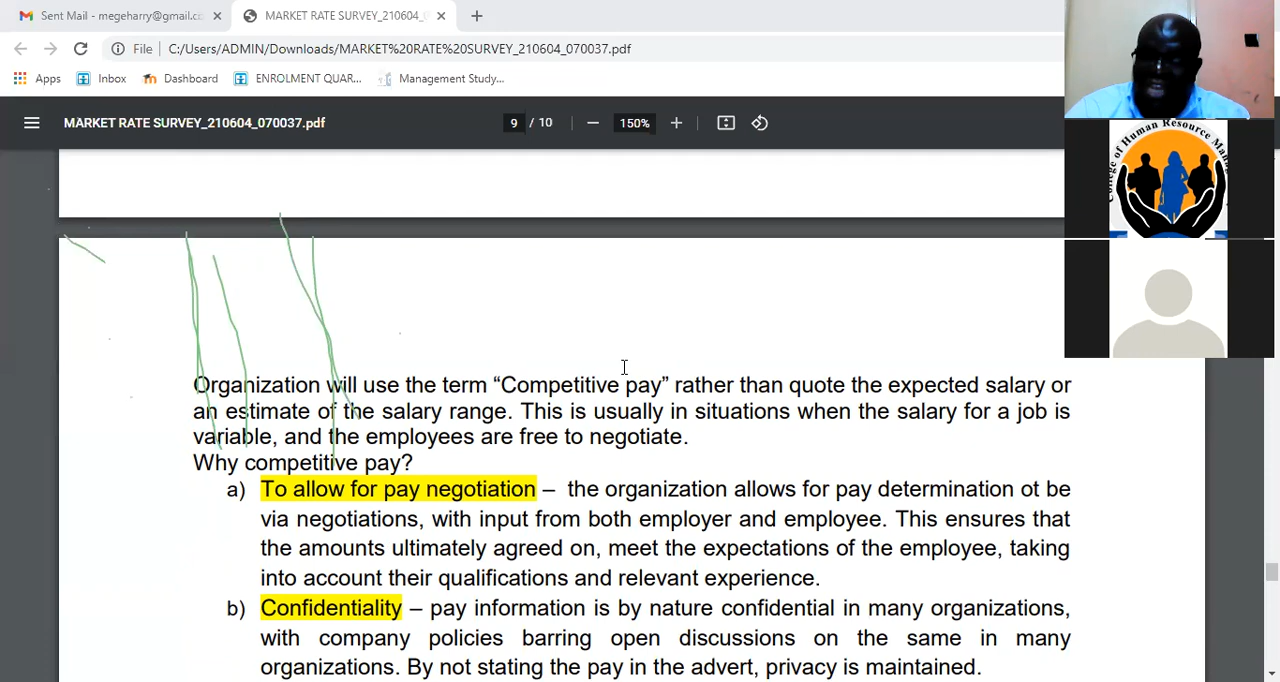 Sent Mail - megeharry@gmail.c
MARKET RATE SURVEY_210604_
File
C:/Users/ADMIN/Downloads/MARKET%20RATE%20SURVEY_210604_070037.pdf
Apps
Inbox
Dashboard
ENROLMENT QUAR...
Management Study...
MARKET RATE SURVEY_210604_070037.pdf
9 / 10
150%
College of Human Resource Mana
Organization will use the term “Competitive pay” rather than quote the expected salary or
an estimate of the salary range. This is usually in situations when the salary for a job is
variable, and the employees are free to negotiate.
Why competitive pay?
a) To allow for pay negotiation – the organization allows for pay determination ot be
via negotiations, with input from both employer and employee. This ensures that
the amounts ultimately agreed on, meet the expectations of the employee, taking
into account their qualifications and relevant experience.
b) Confidentiality – pay information is by nature confidential in many organizations,
with company policies barring open discussions on the same in many
organizations. By not stating the pay in the advert, privacy is maintained.